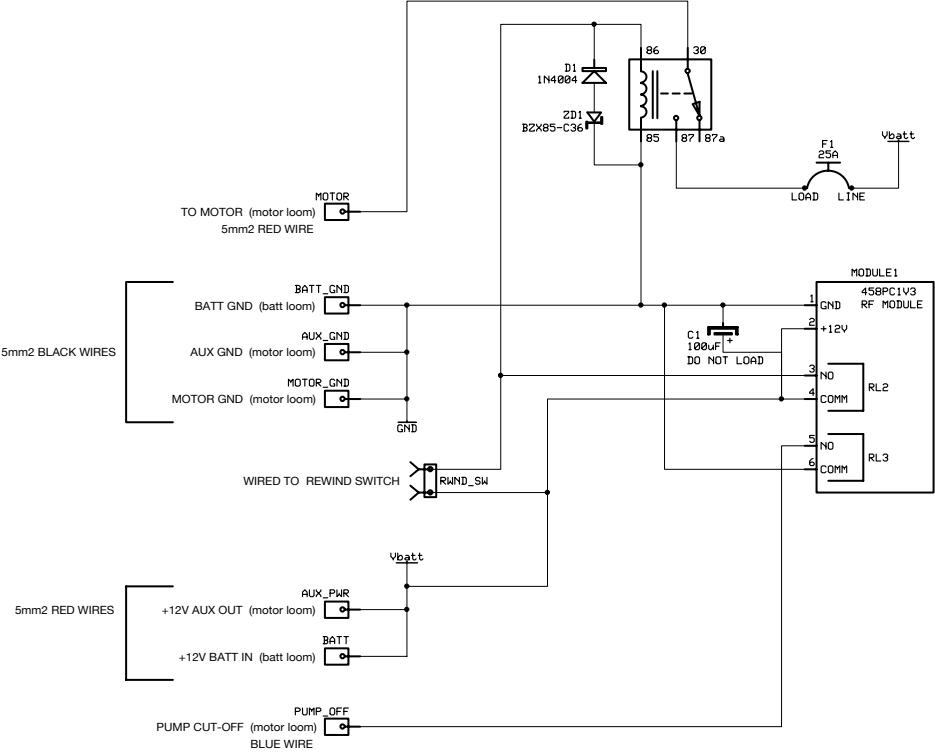 86
30
D1
1N4004
ZD1
BZX85-C36
85
87
87a
F1
25A
Vbatt
LOAD
LINE
MOTOR
TO MOTOR (motor loom)
5mm2 RED WIRE
MODULE1
458PC1V3
RF MODULE
BATT_GND
BATT GND (batt loom)
1
GND
2
+12V
C1
100uF
+
DO NOT LOAD
AUX_GND
5mm2 BLACK WIRES
AUX GND (motor loom)
3
NO
RL2
MOTOR_GND
MOTOR GND (motor loom)
4
COMM
GND
5
NO
RL3
6
COMM
WIRED TO REWIND SWITCH
RWND_SW
Vbatt
AUX_PWR
5mm2 RED WIRES
+12V AUX OUT (motor loom)
BATT
+12V BATT IN (batt loom)
PUMP_OFF
PUMP CUT-OFF (motor loom)
BLUE WIRE